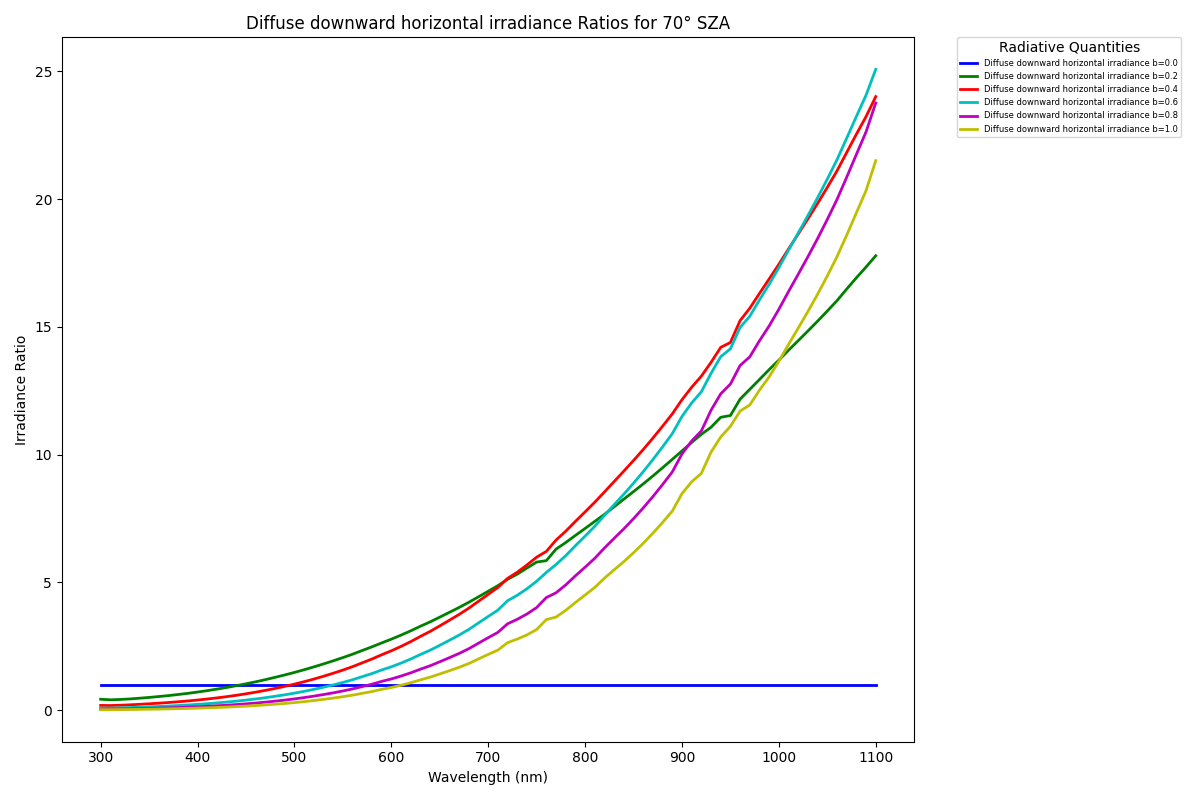 Diffuse downward horizontal irradiance Ratios for 70° SZA
25
20
15
10
5
0
Irradiance Ratio
300 400 500 600 700 800 900 1000 1100
Wavelength (nm)
Radiative Quantities
Diffuse downward horizontal irradiance b=0.0
Diffuse downward horizontal irradiance b=0.2
Diffuse downward horizontal irradiance b=0.4
Diffuse downward horizontal irradiance b=0.6
Diffuse downward horizontal irradiance b=0.8
Diffuse downward horizontal irradiance b=1.0